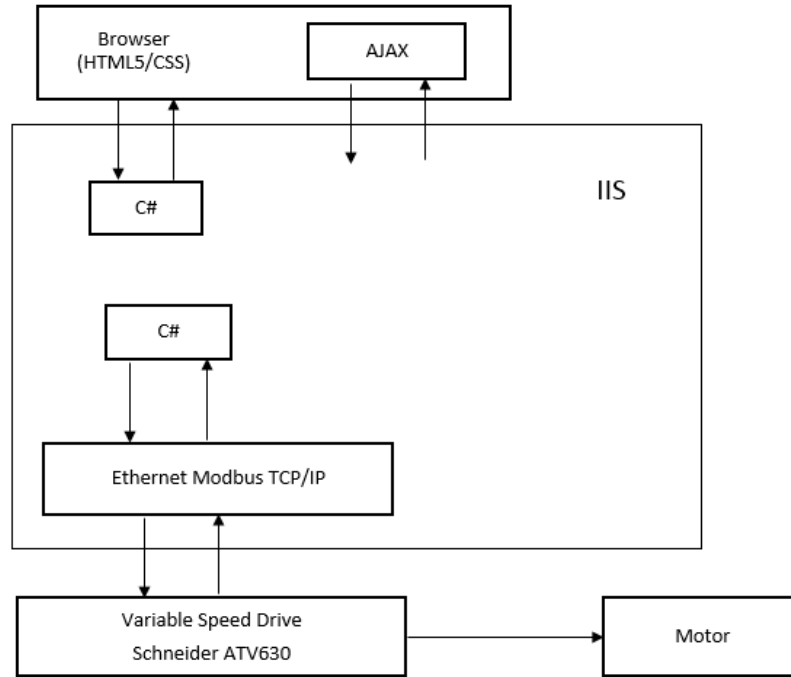 Browser
(HTML5/CSS)
AJAX
IIS
C#
C#
Ethernet Modbus TCP/IP
Variable Speed Drive
Schneider ATV630
Motor